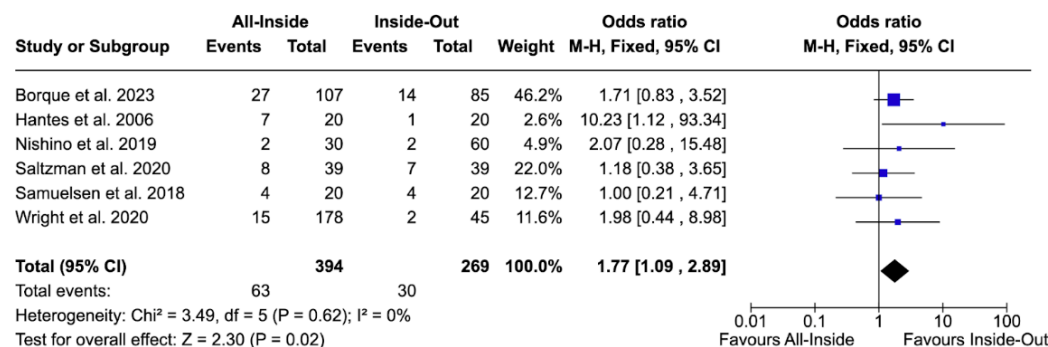 All-Inside Inside-Out Odds ratio Odds ratio
Study or Subgroup Events Total Events Total Weight M-H, Fixed, 95% CI M-H, Fixed, 95% CI
Borque et al. 2023 27 107 14 85 46.2% 1.71 [0.83 , 3.52]
Hantes et al. 2006 7 20 1 20 2.6% 10.23 [1.12 , 93.34]
Nishino et al. 2019 2 30 2 60 4.9% 2.07 [0.28 , 15.48]
Saltzman et al. 2020 8 39 7 39 22.0% 1.18 [0.38 , 3.65]
Samuelsen et al. 2018 4 20 4 20 12.7% 1.00 [0.21 , 4.71]
Wright et al. 2020 15 178 2 45 11.6% 1.98 [0.44 , 8.98]
Total (95% CI) 394 269 100.0% 1.77 [1.09 , 2.89]
Total events: 63 30
Heterogeneity: Chi² = 3.49, df = 5 (P = 0.62); I² = 0%
Test for overall effect: Z = 2.30 (P = 0.02)
0.01 0.1 1 10 100
Favours All-Inside Favours Inside-Out